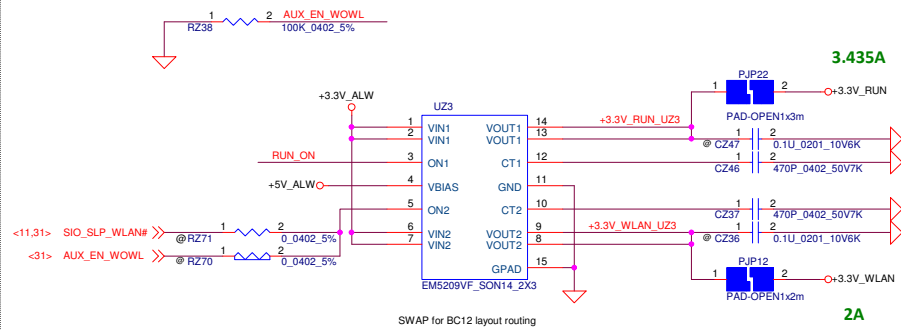 1 2 AUX_EN_WOWL
RZ38 100K_0402_5%
3.435A
PJP22
1 2 +3.3V_RUN
PAD-OPEN1x3m
+3.3V_ALW
UZ3
1 VIN1 VOUT1 14 +3.3V_RUN_UZ3
2 VIN1 VOUT1 13
@ CZ47 1 2 0.1U_0201_10V6K
RUN_ON 3 ON1 CT1 12
CZ46 1 2 470P_0402_50V7K
+5V_ALW 4 VBIAS GND 11
5 ON2 CT2 10
CZ37 1 2 470P_0402_50V7K
<11,31> SIO_SLP_WLAN# 1 2
@ RZ71 0_0402_5%
6 VIN2 VOUT2 9 +3.3V_WLAN_UZ3
7 VIN2 VOUT2 8
@ CZ36 1 2 0.1U_0201_10V6K
<31> AUX_EN_WOWL 1 2
@ RZ70 0_0402_5%
GPAD 15
PJP12
1 2 +3.3V_WLAN
EM5209VF_SON14_2X3
PAD-OPEN1x2m
2A
SWAP for BC12 layout routing